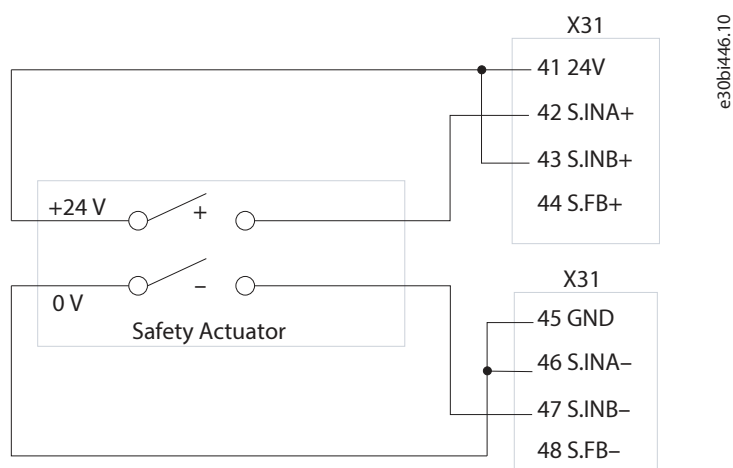 X31
41 24V
42 S.INA+
43 S.INB+
44 S.FB+
e30bi446.10
+24 V
+
–
0 V
Safety Actuator
X31
45 GND
46 S.INA–
47 S.INB–
48 S.FB–